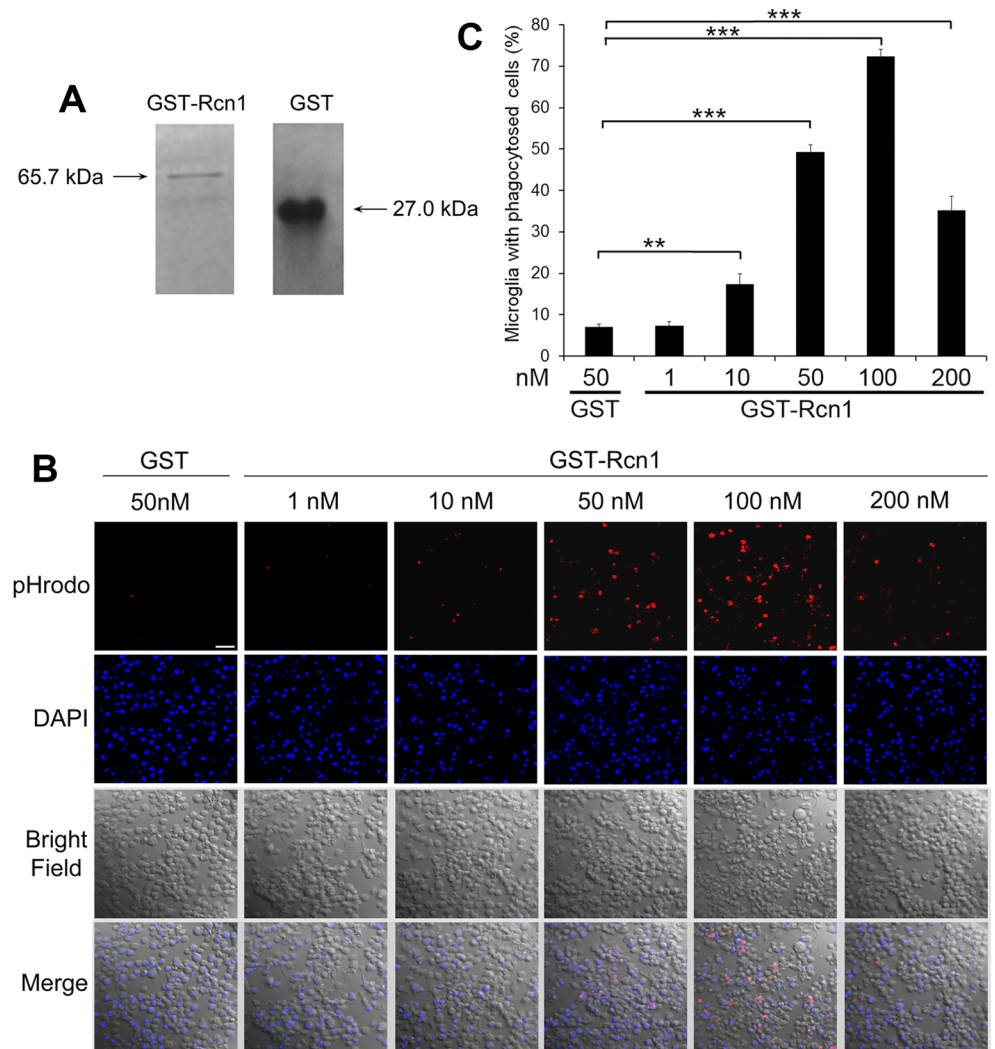 A
GST-Rcn1 GST
65.7 kDa
27.0 kDa
C
Microglia with phagocytosed cells (%)
80
70
60
50
40
30
20
10
0
***
***
***
**
nM 50 1 10 50 100 200
GST GST-Rcn1
B
GST GST-Rcn1
50nM 1 nM 10 nM 50 nM 100 nM 200 nM
pHrodo
DAPI
Bright
Field
Merge